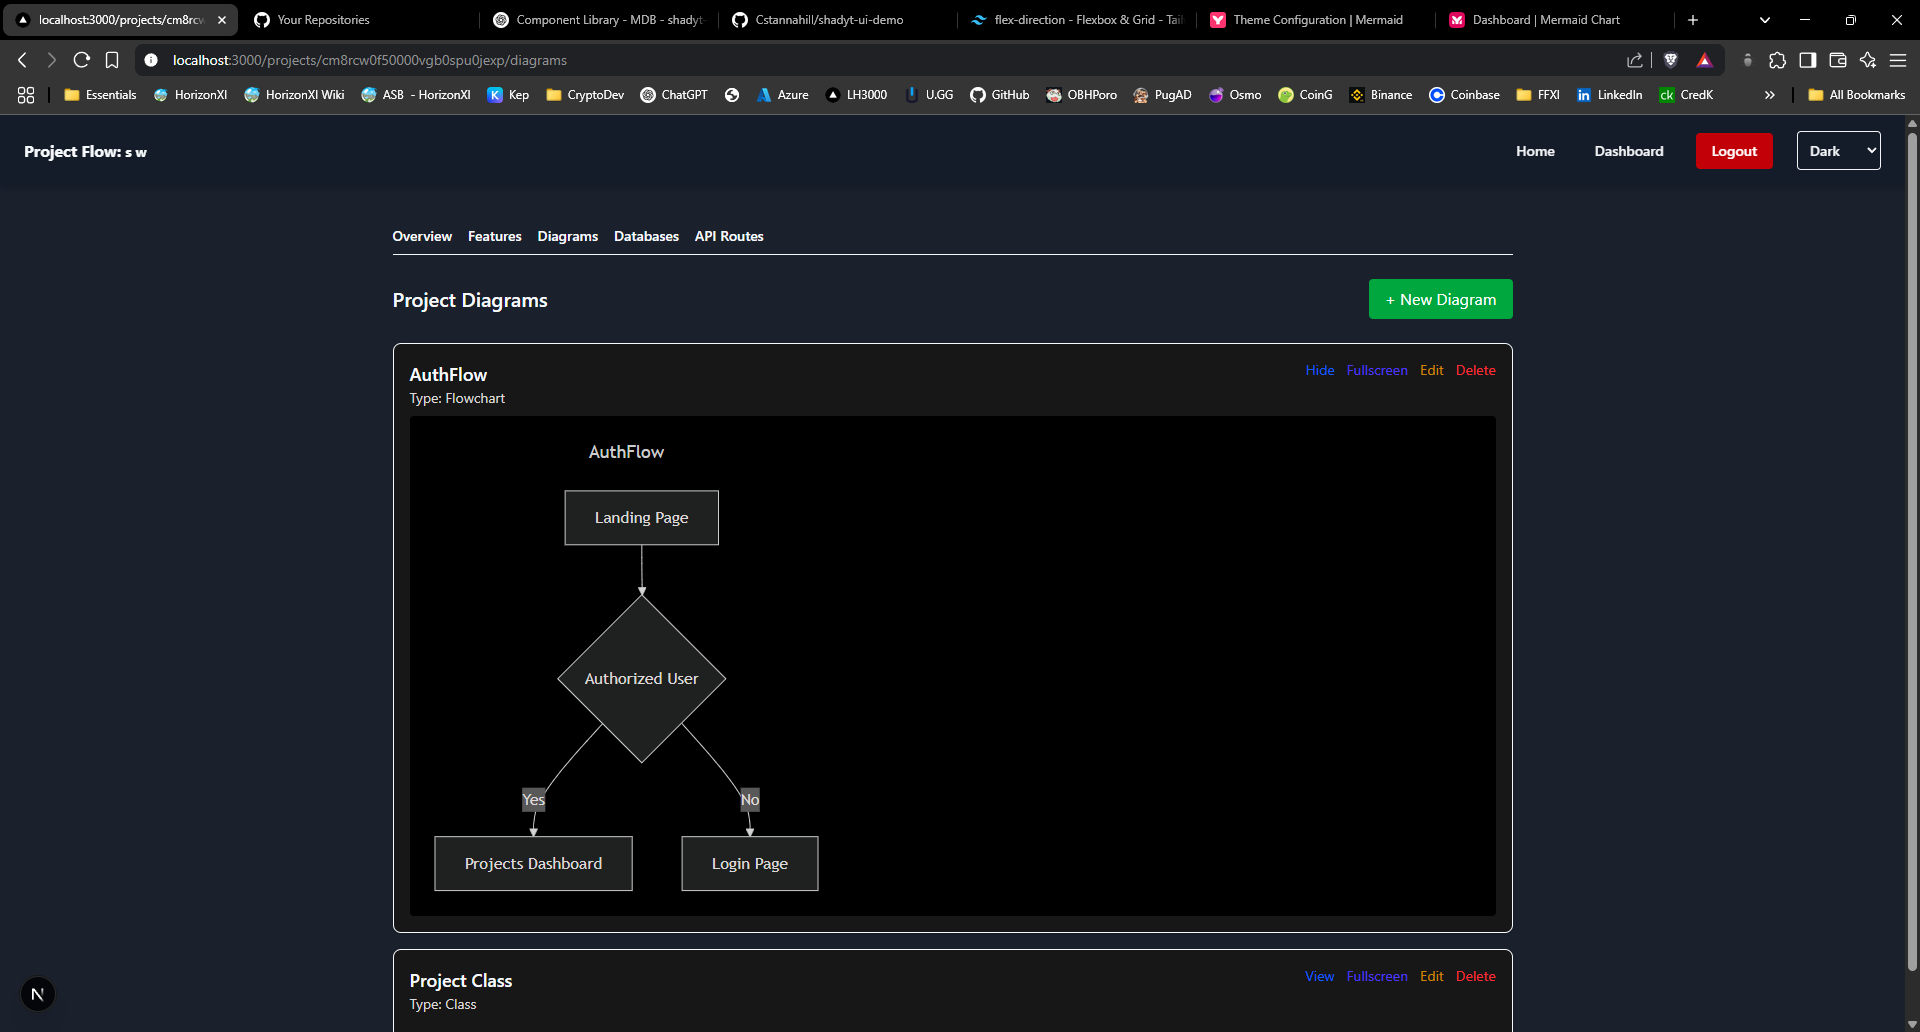 localhost:3000/projects/cm8rcw
Your Repositories
Component Library - MDB - shadyt-
Cstannahill/shadyt-ui-demo
flex-direction - Flexbox & Grid - Tail
Theme Configuration | Mermaid
Dashboard | Mermaid Chart
localhost:3000/projects/cm8rcw0f50000vgb0spu0jexp/diagrams
Essentials
HorizonXI
HorizonXI Wiki
ASB - HorizonXI
K Kep
CryptoDev
ChatGPT
Azure
LH3000
U.GG
GitHub
OBHPoro
PugAD
Osmo
CoinG
Binance
Coinbase
FFXI
in LinkedIn
ck CredK
»
All Bookmarks
Project Flow: s w
Home
Dashboard
Logout
Dark
Overview
Features
Diagrams
Databases
API Routes
Project Diagrams
+ New Diagram
AuthFlow
Hide
Fullscreen
Edit
Delete
Type: Flowchart
AuthFlow
Landing Page
Authorized User
Yes
No
Projects Dashboard
Login Page
Project Class
View
Fullscreen
Edit
Delete
Type: Class
N